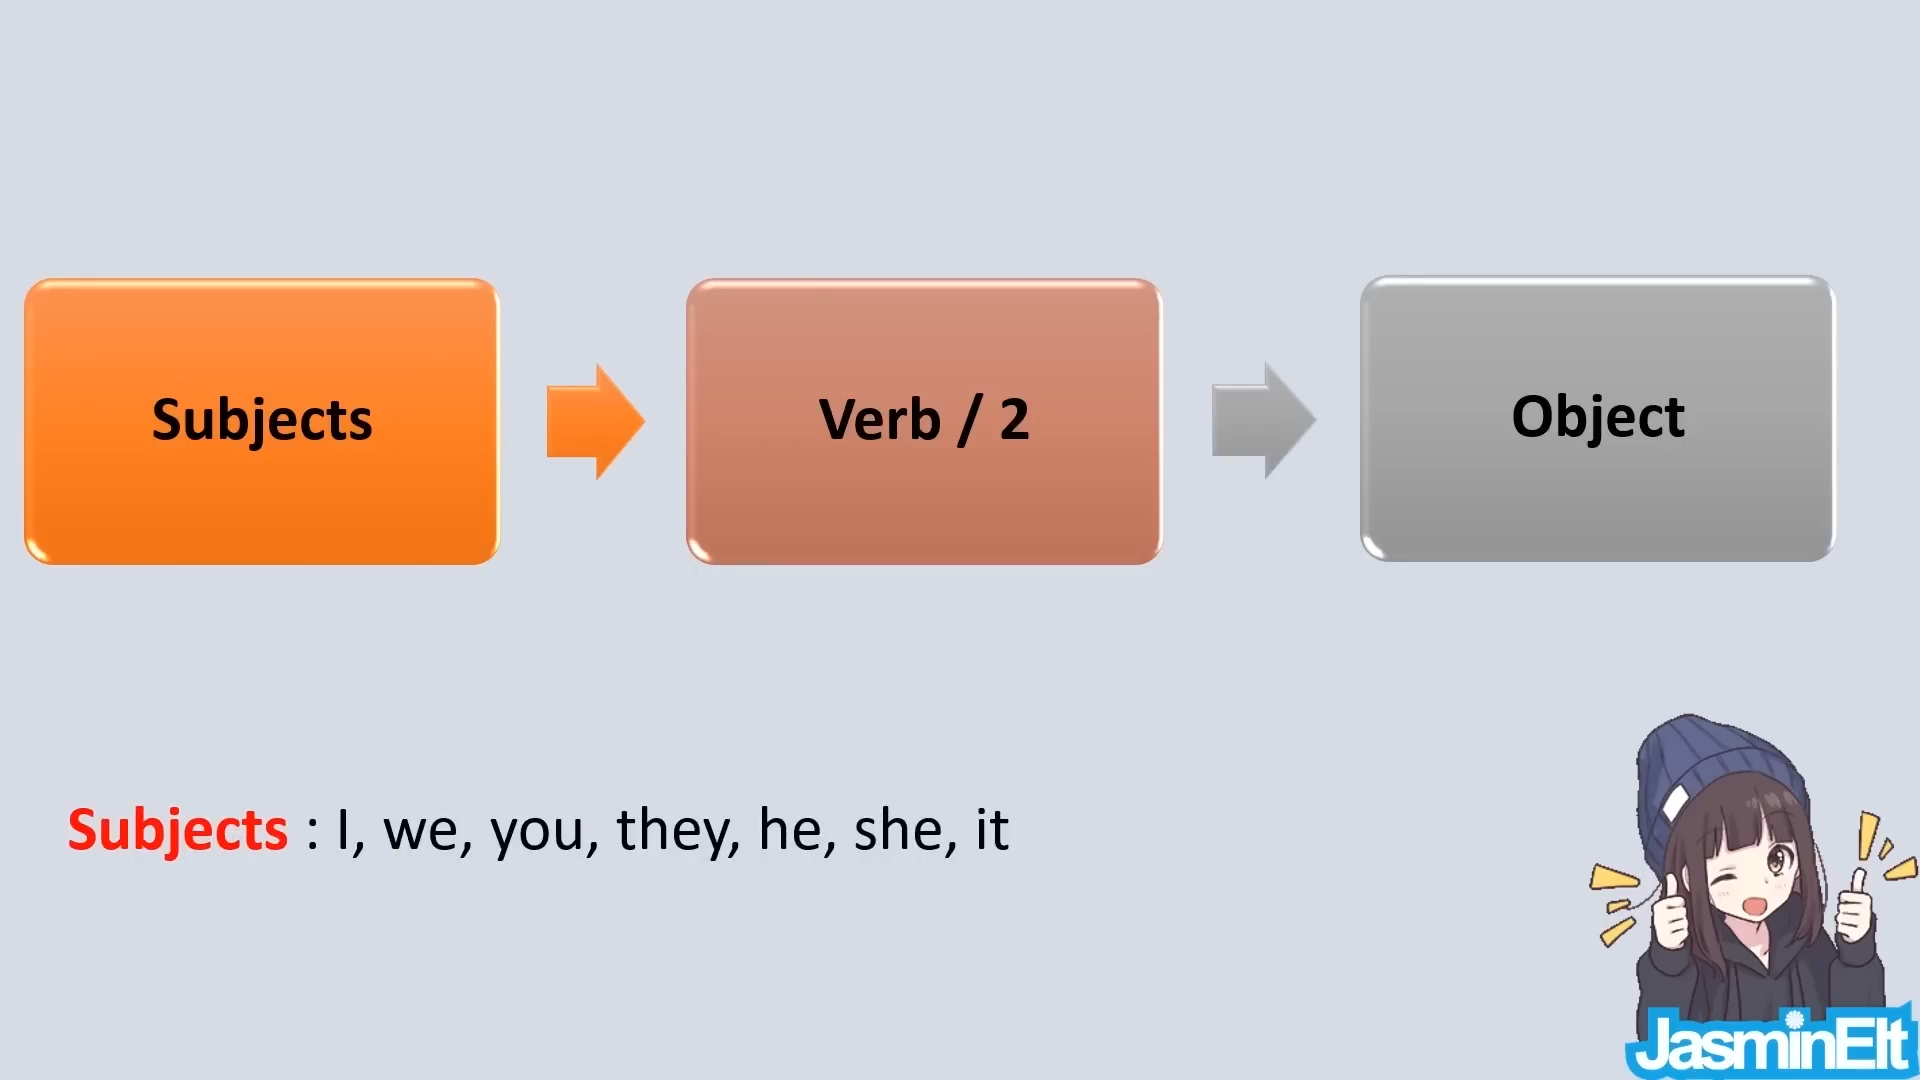 Subjects
Verb / 2
Object
Subjects : I, we, you, they, he, she, it
JasminElt